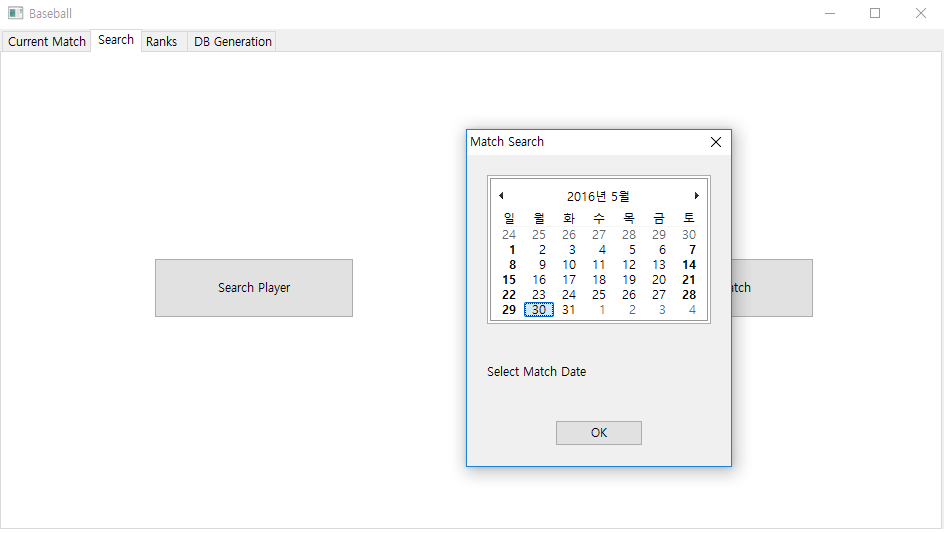 Baseball
Current Match Search Ranks DB Generation
Match Search
2016년 5월
일 월 화 수 목 금 토
24 25 26 27 28 29 30
1 2 3 4 5 6 7
8 9 10 11 12 13 14
15 16 17 18 19 20 21
22 23 24 25 26 27 28
29 30 31 1 2 3 4
Search Player
atch
Select Match Date
OK